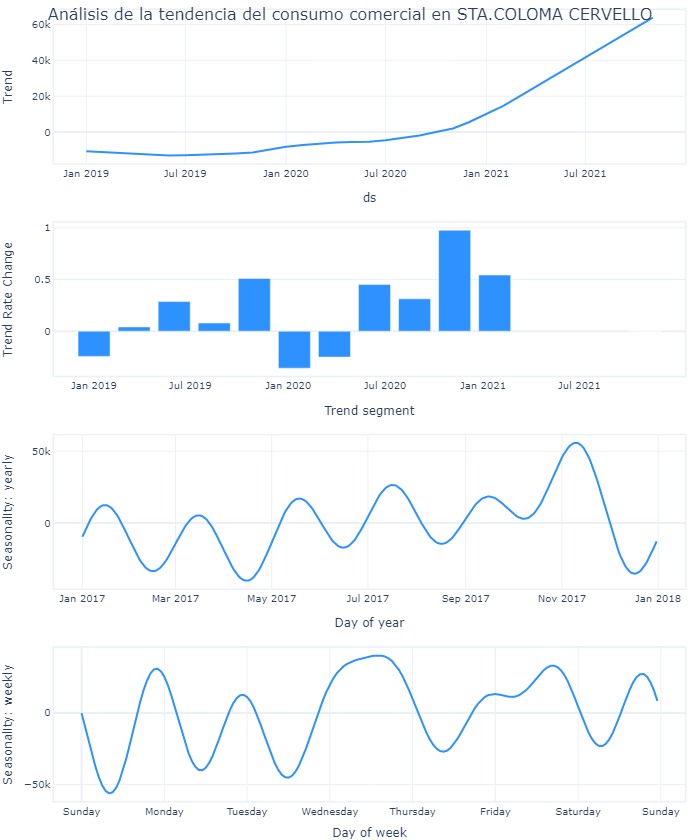 Análisis de la tendencia del consumo comercial en STA.COLOMA CERVELLO
60k
40k
20k
0
Trend
Jan 2019 Jul 2019 Jan 2020 Jul 2020 Jan 2021 Jul 2021
ds
1
0.5
0
Trend Rate Change
Jan 2019 Jul 2019 Jan 2020 Jul 2020 Jan 2021 Jul 2021
Trend segment
50k
0
Seasonality: yearly
Jan 2017 Mar 2017 May 2017 Jul 2017 Sep 2017 Nov 2017 Jan 2018
Day of year
0
−50k
Seasonality: weekly
Sunday Monday Tuesday Wednesday Thursday Friday Saturday Sunday
Day of week